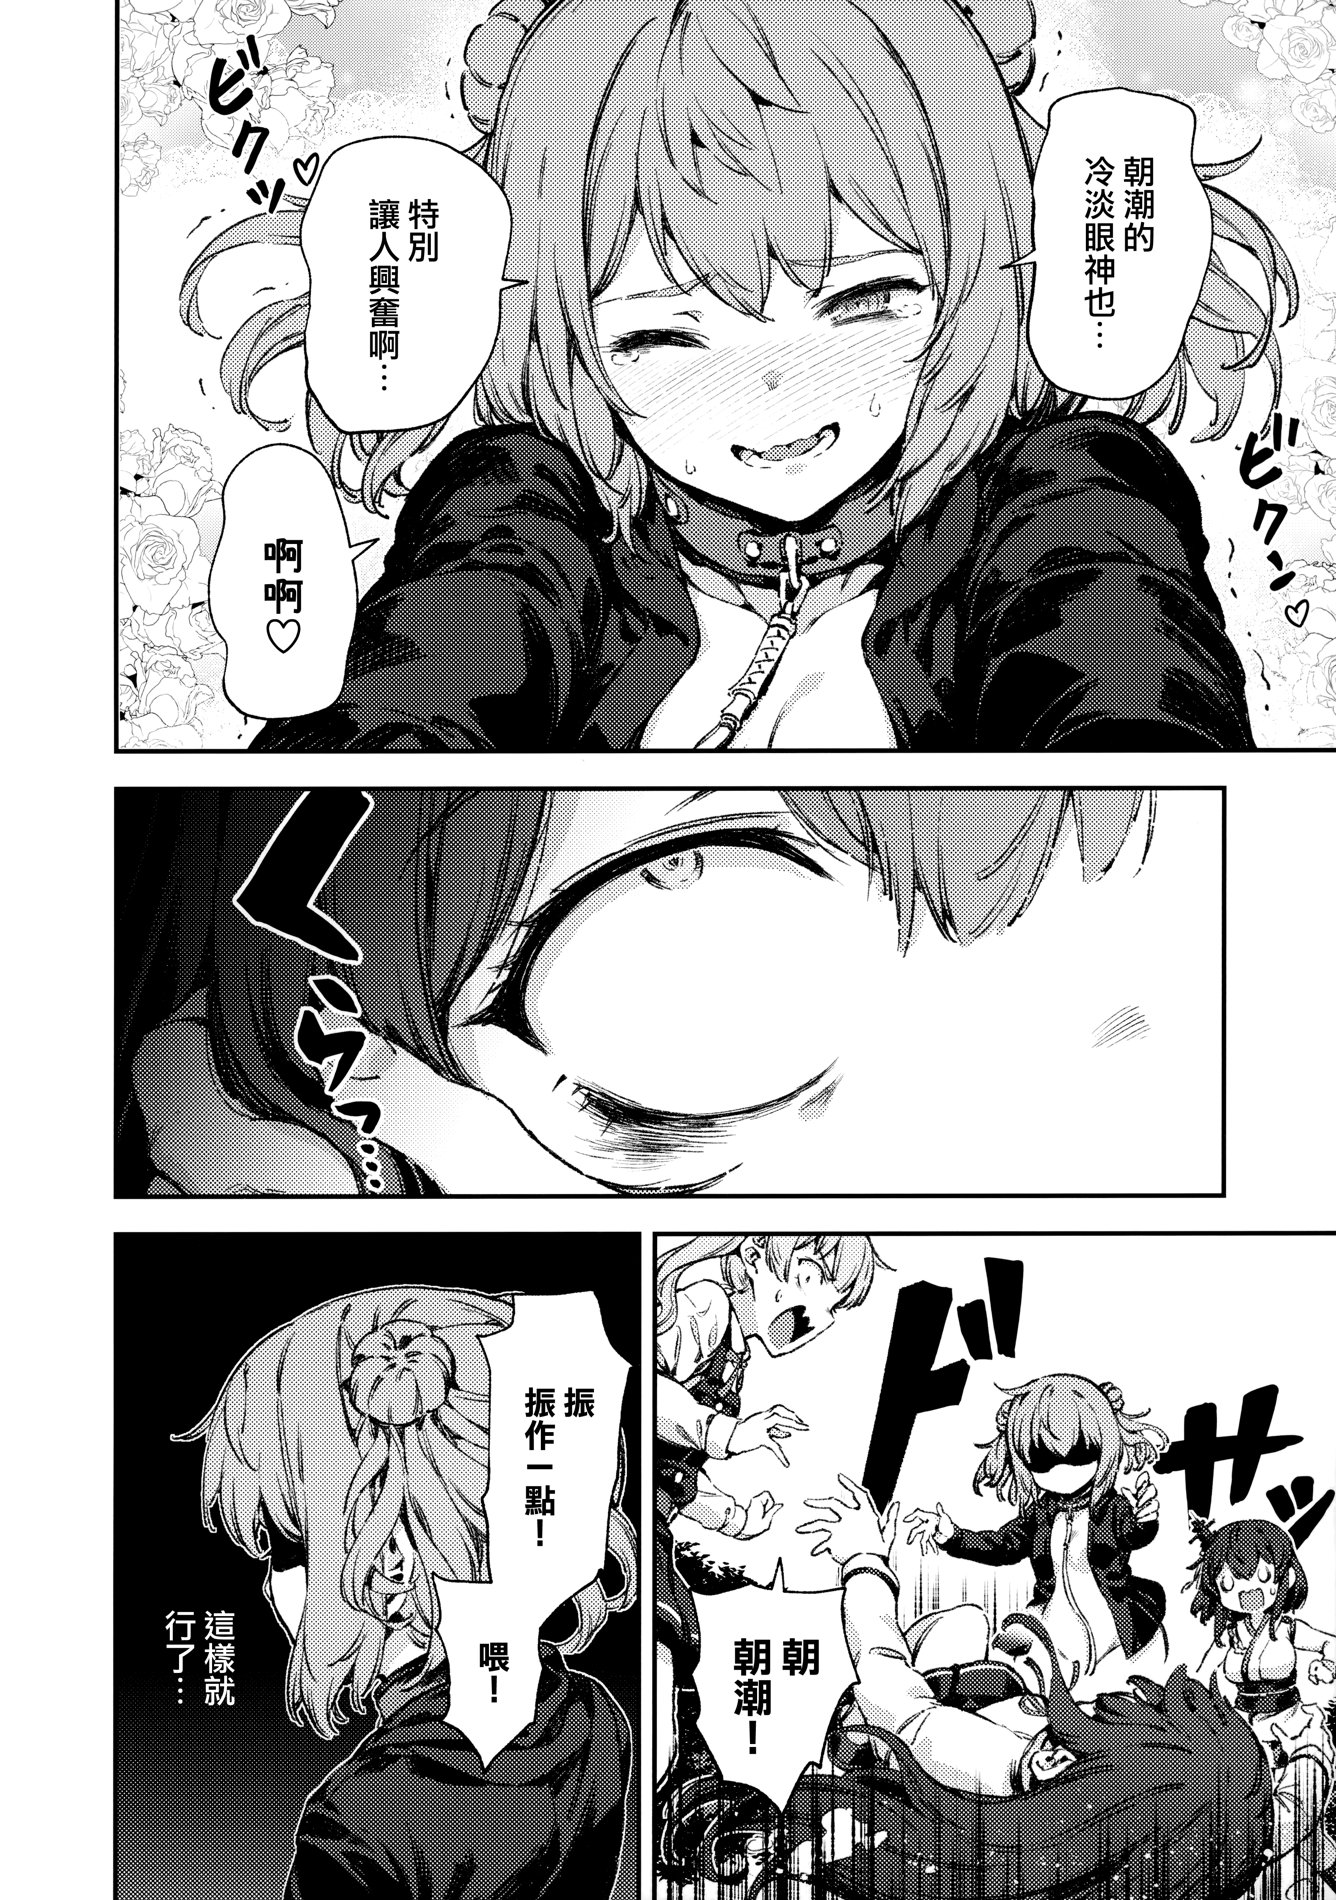 朝潮的
冷淡眼神也…
特別
讓人興奮啊…
ビクッ
♡
啊啊♡
ビクン
♡
くらっ…
ドサッ
朝
朝潮！
振
振作一點！
喂！
這樣就
行了…